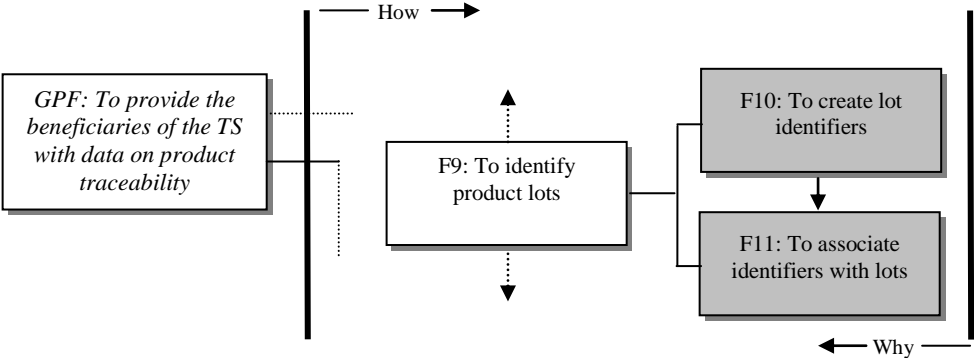 How
GPF: To provide the
beneficiaries of the TS
with data on product
traceability
F9: To identify
product lots
F10: To create lot
identifiers
F11: To associate
identifiers with lots
Why